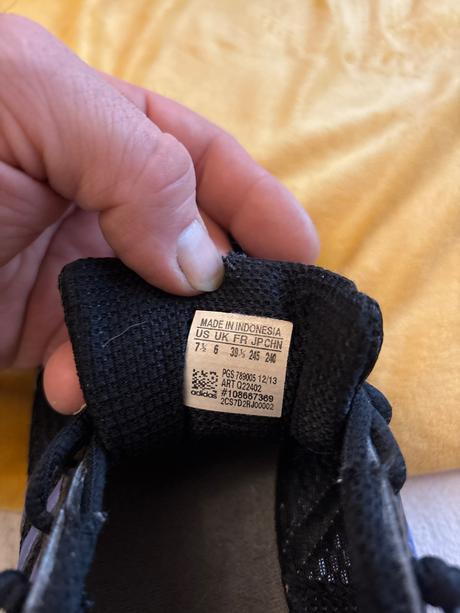 MADE IN INDONESIA
US UK FR JP CHN
7½ 6 39⅓ 245 240
PGS 789005 12/13
ART Q22402
#108667369
adidas 2CS7D2RJ00002